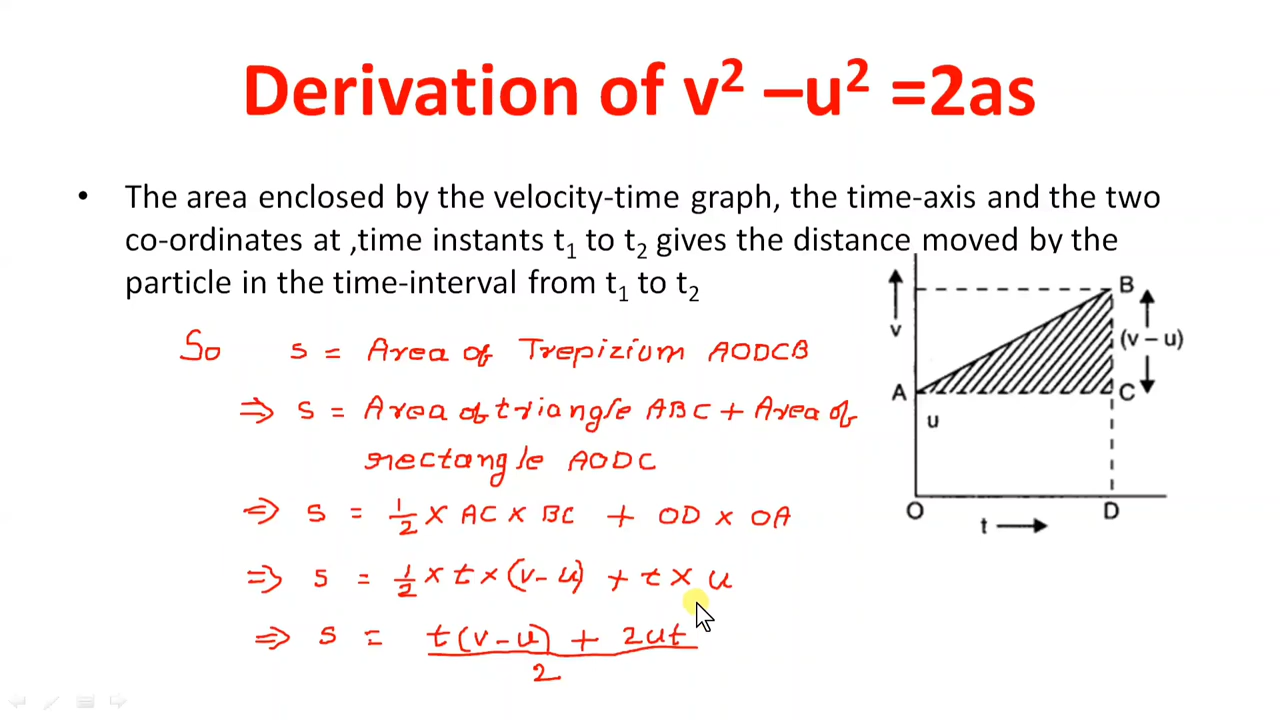 Derivation of v² –u² =2as
• The area enclosed by the velocity-time graph, the time-axis and the two
co-ordinates at ,time instants t₁ to t₂ gives the distance moved by the
particle in the time-interval from t₁ to t₂
So s = Area of Trepizium AODCB
⇒ s = Area of triangle ABC + Area of
rectangle AODC
⇒ s = 1/2 × AC × BC + OD × OA
⇒ s = 1/2 × t × (v-u) + t × u
⇒ s = t(v-u) + 2ut
2
B
v
(v – u)
A
C
u
O
D
t